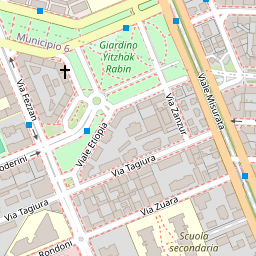 Municipio 6
Giardino
Yitzhak
Rabin
Via Fezzan
Viale Misurata
Via Zanzur
Viale Etiopia
oderini
Via Tagiura
Via Tagiura
Via Zuara
Rondoni
Scuola
secondaria